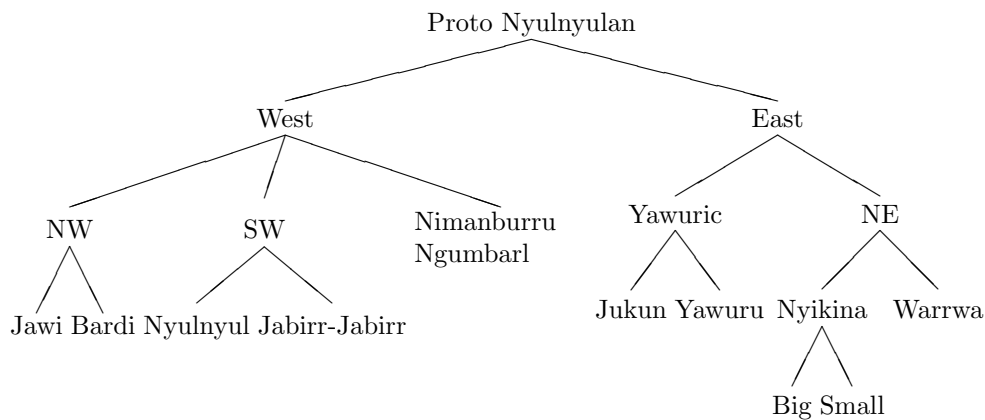 Proto Nyulnyulan
West East
NW SW Nimanburru Yawuric NE
Ngumbarl
Jawi Bardi Nyulnyul Jabirr-Jabirr Jukun Yawuru Nyikina Warrwa
Big Small